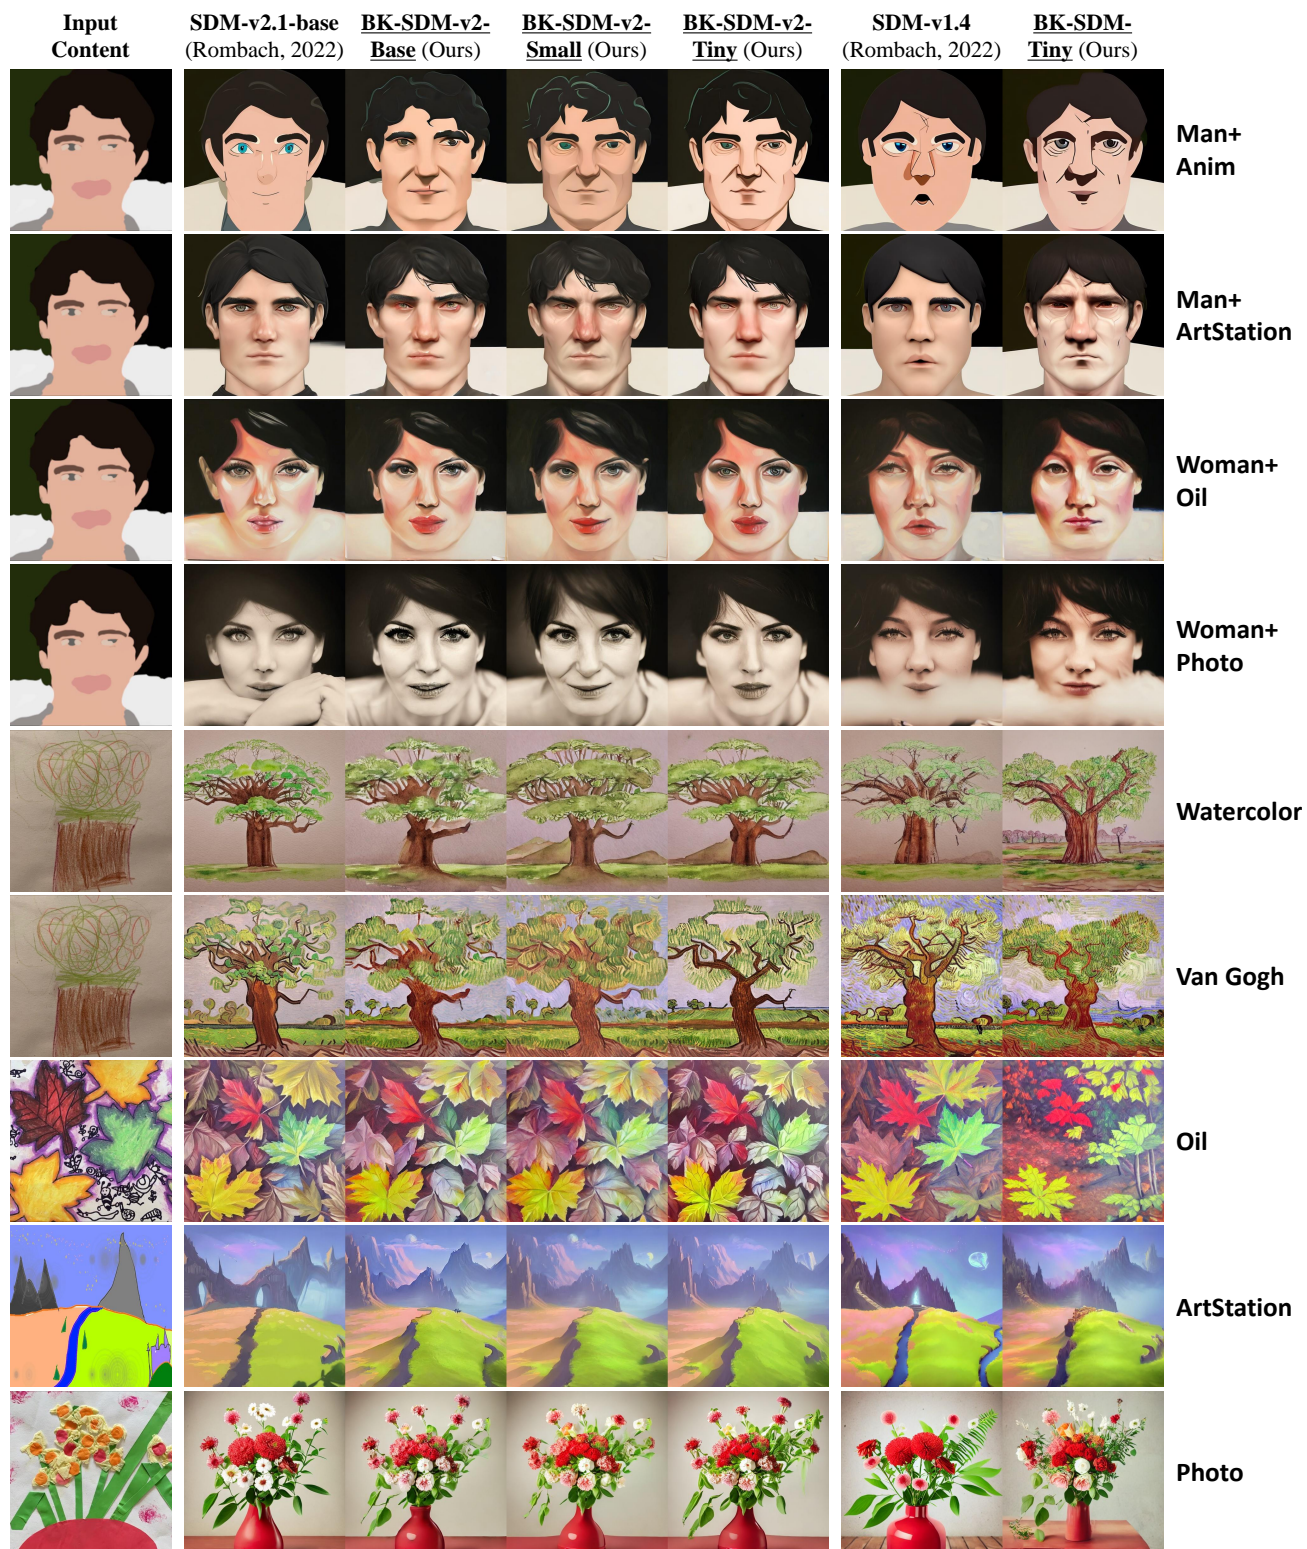 Input
Content
SDM-v2.1-base
(Rombach, 2022)
BK-SDM-v2-
Base (Ours)
BK-SDM-v2-
Small (Ours)
BK-SDM-v2-
Tiny (Ours)
SDM-v1.4
(Rombach, 2022)
BK-SDM-
Tiny (Ours)
Man+
Anim
Man+
ArtStation
Woman+
Oil
Woman+
Photo
Watercolor
Van Gogh
Oil
ArtStation
Photo